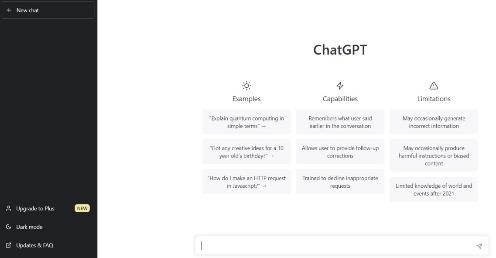 + New chat
ChatGPT
Examples
"Explain quantum computing in
simple terms" →
"Got any creative ideas for a 10
year old's birthday?" →
"How do I make an HTTP request
in Javascript?" →
Capabilities
Remembers what user said
earlier in the conversation
Allows user to provide follow-up
corrections
Trained to decline inappropriate
requests
Limitations
May occasionally generate
incorrect information
May occasionally produce
harmful instructions or biased
content
Limited knowledge of world and
events after 2021
Upgrade to Plus NEW
Dark mode
Updates & FAQ